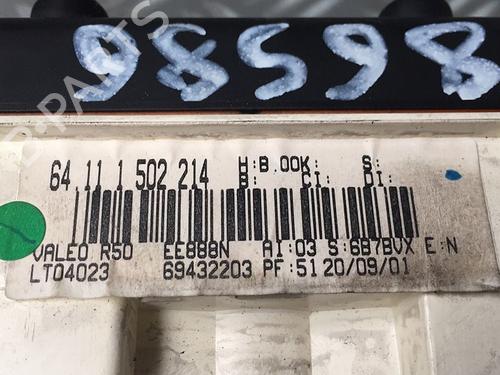 98598
64.11 1 502 214 H:B.00K: S:
B: CI: DI:
VALEO R50 EE888N AI:03 S:6B7BVX E:N
LT04023 69432203 PF:51 20/09/01